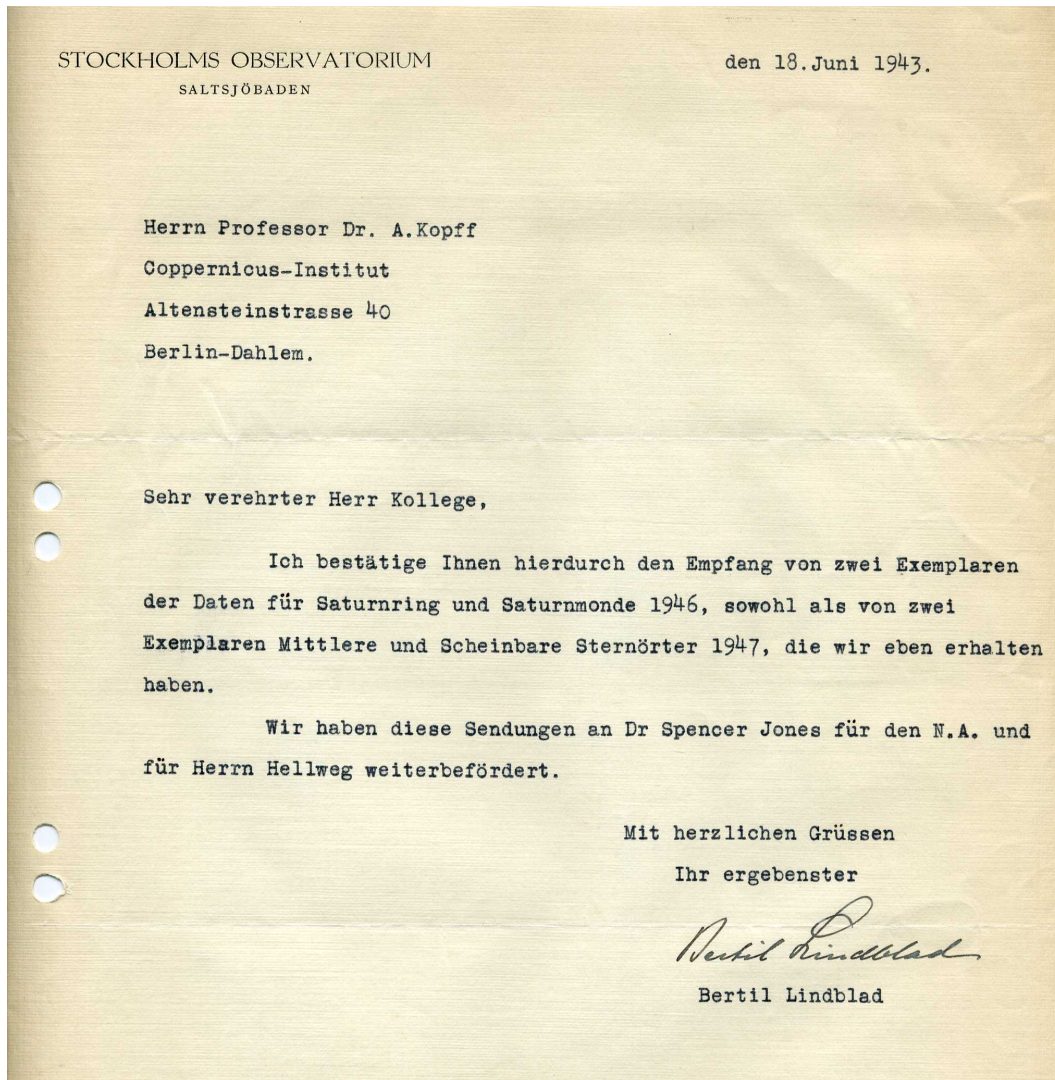 STOCKHOLMS OBSERVATORIUM
SALTSJÖBADEN
den 18.Juni 1943.
Herrn Professor Dr. A.Kopff
Coppernicus-Institut
Altensteinstrasse 40
Berlin-Dahlem.
Sehr verehrter Herr Kollege,
Ich bestätige Ihnen hierdurch den Empfang von zwei Exemplaren
der Daten für Saturnring und Saturnmonde 1946, sowohl als von zwei
Exemplaren Mittlere und Scheinbare Sternörter 1947, die wir eben erhalten
haben.
Wir haben diese Sendungen an Dr Spencer Jones für den N.A. und
für Herrn Hellweg weiterbefördert.
Mit herzlichen Grüssen
Ihr ergebenster
Bertil Lindblad
Bertil Lindblad